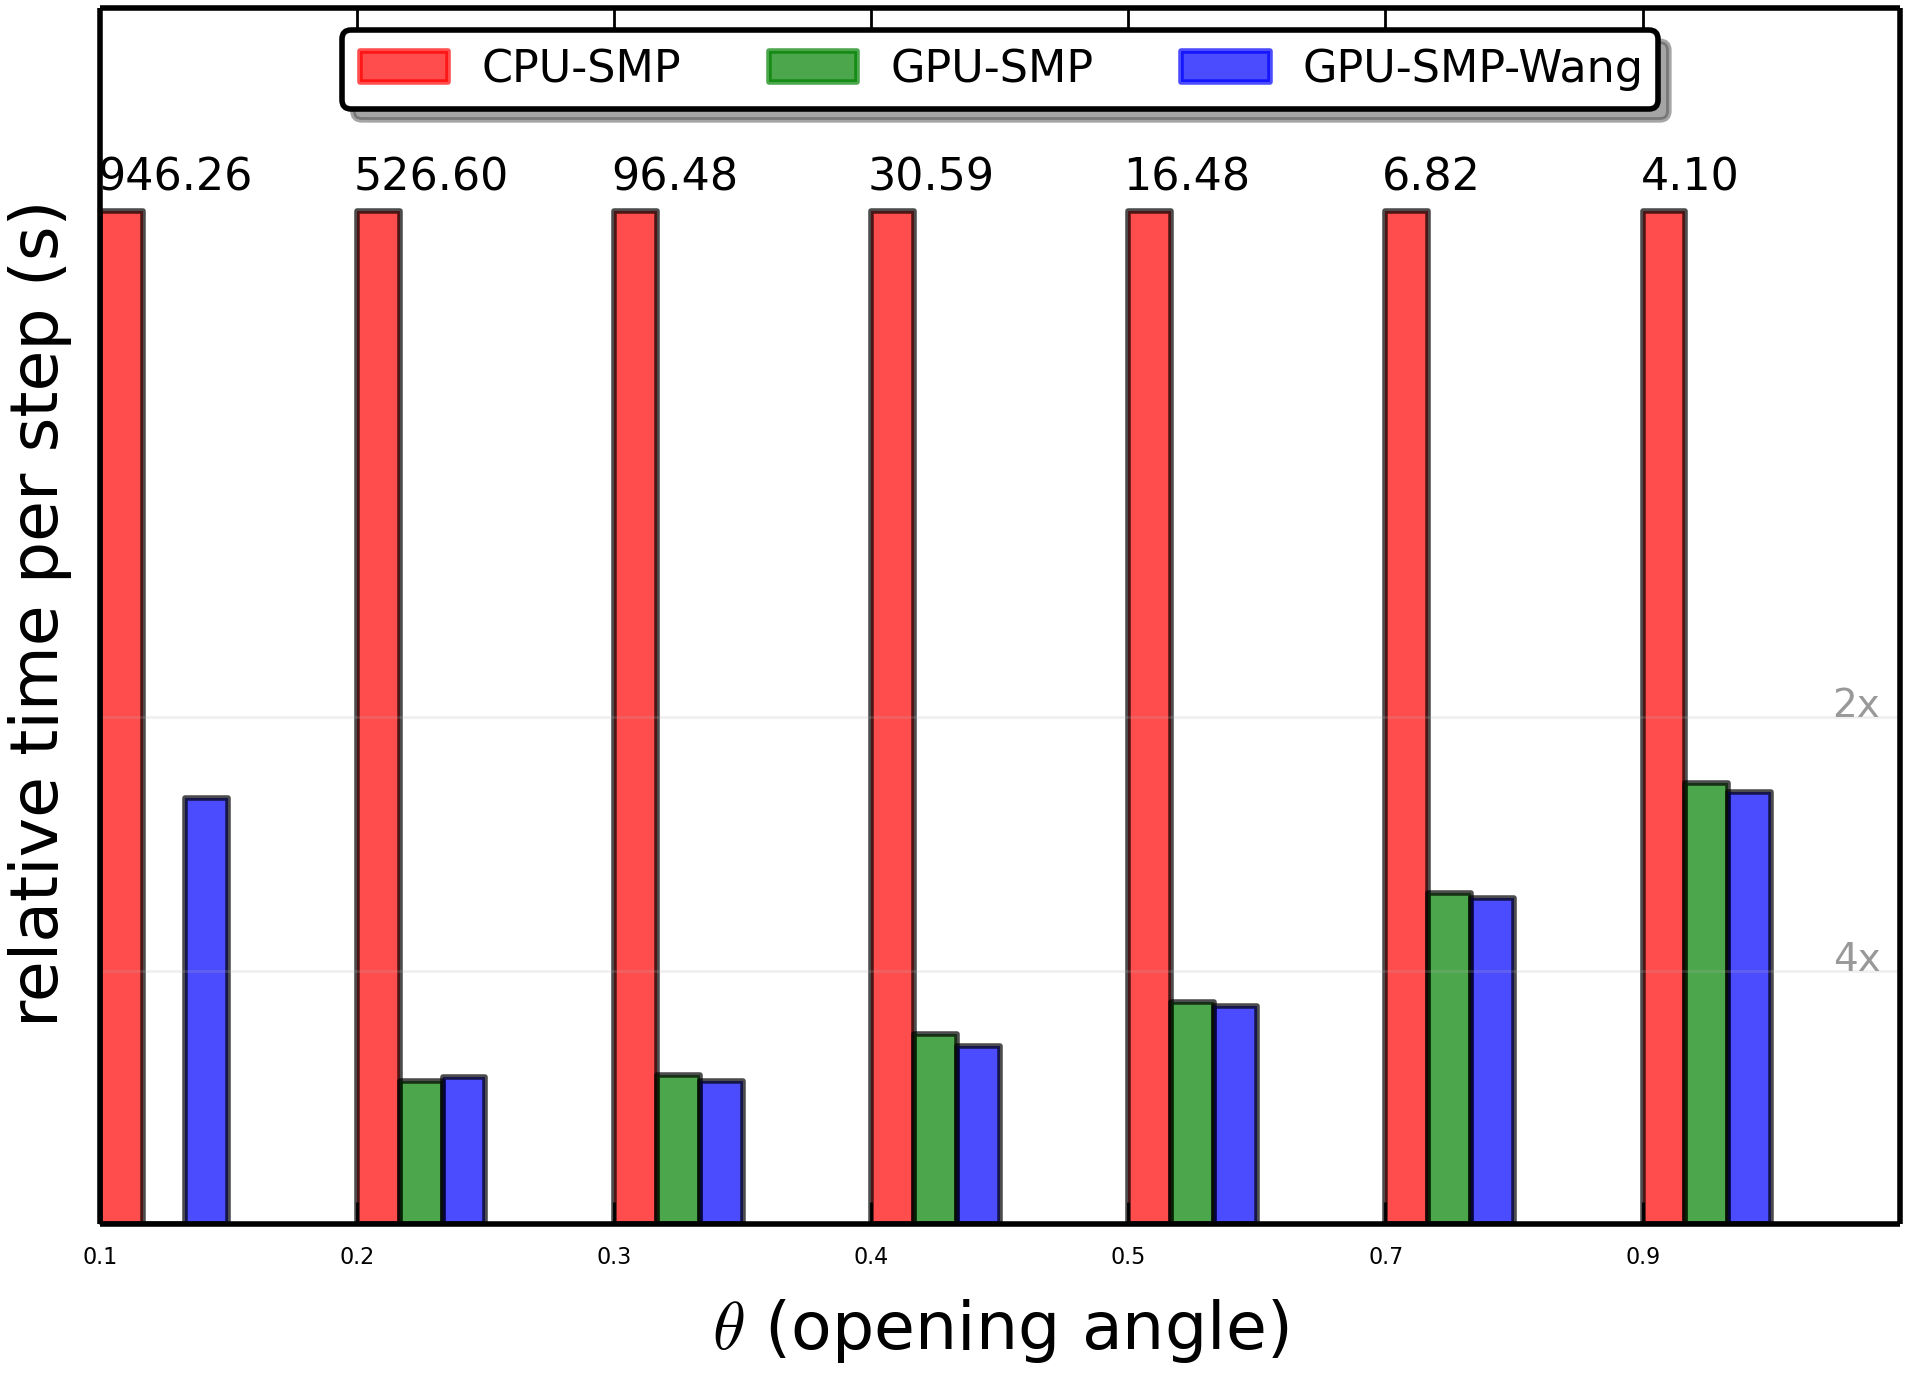 CPU-SMP GPU-SMP GPU-SMP-Wang
946.26 526.60 96.48 30.59 16.48 6.82 4.10
relative time per step (s)
2x
4x
0.1 0.2 0.3 0.4 0.5 0.7 0.9
θ (opening angle)